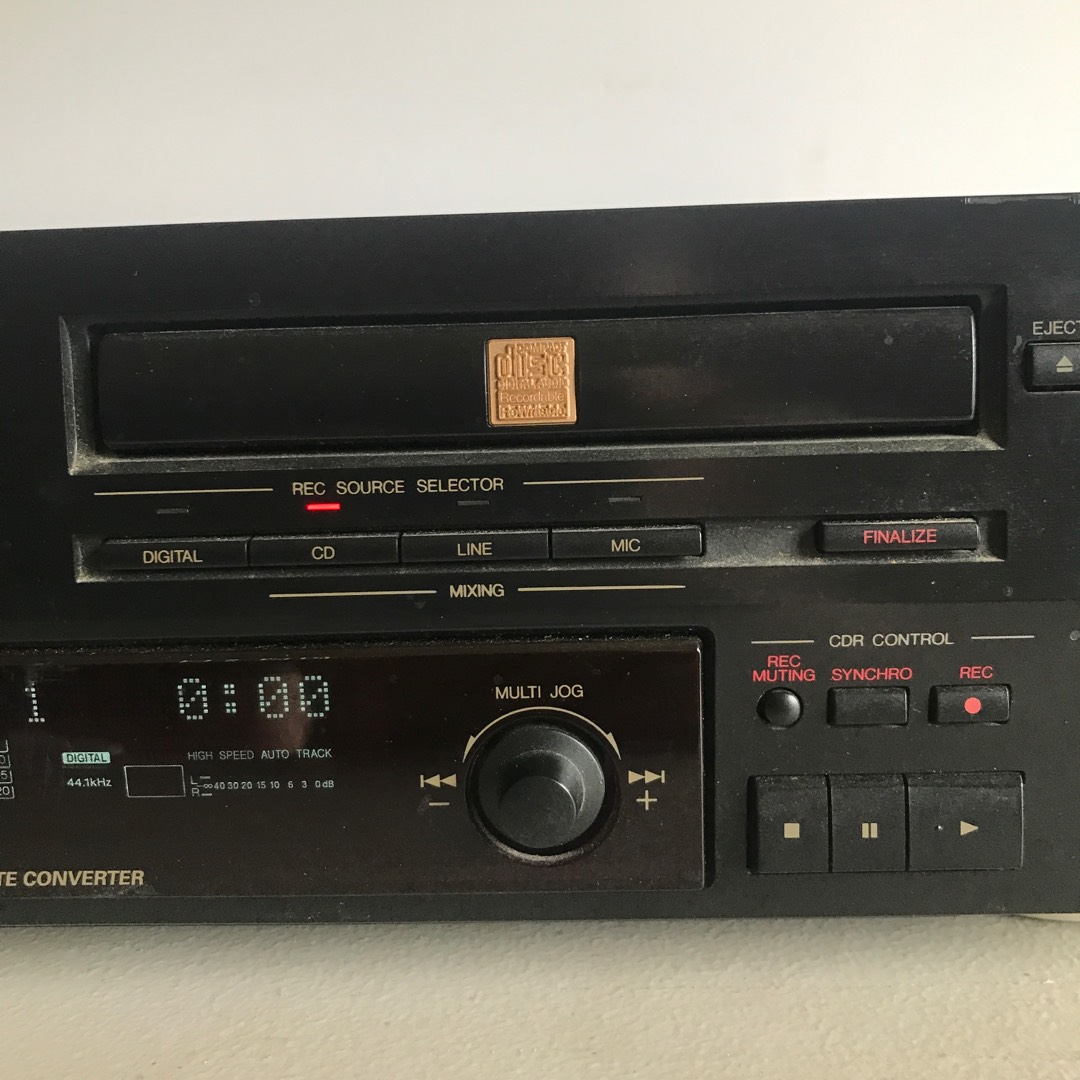 EJECT
COMPACT
disc
DIGITAL AUDIO
Recordable
ReWritable
REC SOURCE SELECTOR
DIGITAL CD LINE MIC FINALIZE
MIXING
CDR CONTROL
REC
MUTING SYNCHRO REC
MULTI JOG
1 0:00
DIGITAL HIGH SPEED AUTO TRACK
44.1kHz
L -∞ 40 30 20 15 10 6 3 0 dB
R
− +
TE CONVERTER